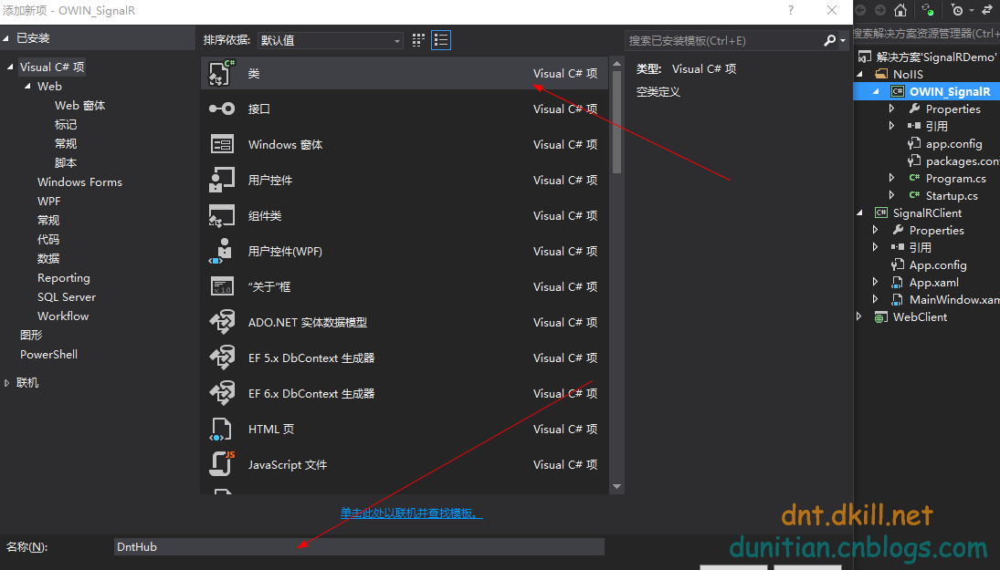 添加新项 - OWIN_SignalR
?
已安装
Visual C# 项
Web
Web 窗体
标记
常规
脚本
Windows Forms
WPF
常规
代码
数据
Reporting
SQL Server
Workflow
图形
PowerShell
联机
排序依据: 默认值
类 Visual C# 项
接口 Visual C# 项
Windows 窗体 Visual C# 项
用户控件 Visual C# 项
组件类 Visual C# 项
用户控件(WPF) Visual C# 项
“关于”框 Visual C# 项
ADO.NET 实体数据模型 Visual C# 项
EF 5.x DbContext 生成器 Visual C# 项
EF 6.x DbContext 生成器 Visual C# 项
HTML 页 Visual C# 项
JavaScript 文件 Visual C# 项
单击此处以联机并查找模板。
名称(N): DntHub
搜索已安装模板(Ctrl+E)
类型: Visual C# 项
空类定义
搜索解决方案资源管理器(Ctrl+
解决方案'SignalRDemo'
NoIIS
OWIN_SignalR
Properties
引用
app.config
packages.con
Program.cs
Startup.cs
SignalRClient
Properties
引用
App.config
App.xaml
MainWindow.xam
WebClient
dnt.dkill.net
dunitian.cnblogs.com